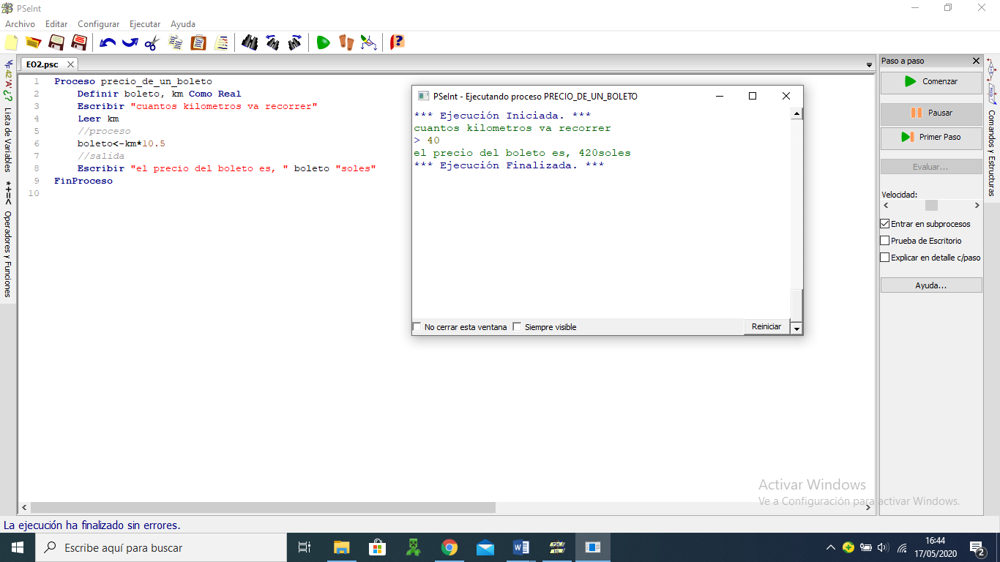 PSeInt
Archivo Editar Configurar Ejecutar Ayuda
E02.psc
1 Proceso precio_de_un_boleto
2 Definir boleto, km Como Real
3 Escribir "cuantos kilometros va recorrer"
4 Leer km
5 //proceso
6 boleto<-km*10.5
7 //salida
8 Escribir "el precio del boleto es, " boleto "soles"
9 FinProceso
10
PSeInt - Ejecutando proceso PRECIO_DE_UN_BOLETO
*** Ejecución Iniciada. ***
cuantos kilometros va recorrer
> 40
el precio del boleto es, 420soles
*** Ejecución Finalizada. ***
No cerrar esta ventana Siempre visible Reiniciar
Lista de Variables
*+=< Operadores y Funciones
Paso a paso
Comenzar
Pausar
Primer Paso
Evaluar...
Velocidad:
Entrar en subprocesos
Prueba de Escritorio
Explicar en detalle c/paso
Ayuda...
Comandos y Estructuras
Activar Windows
Ve a Configuración para activar Windows.
La ejecución ha finalizado sin errores.
Escribe aquí para buscar
16:44
17/05/2020
2